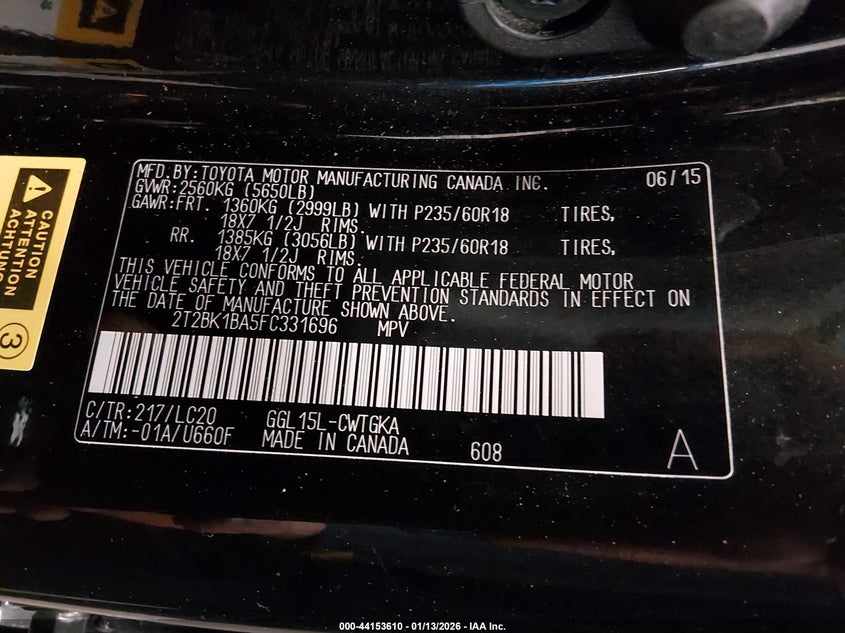 MFD.BY:TOYOTA MOTOR MANUFACTURING CANADA INC. 06/15
GVWR:2560KG (5650LB)
GAWR:FRT. 1360KG (2999LB) WITH P235/60R18 TIRES,
18X7 1/2J RIMS.
RR. 1385KG (3056LB) WITH P235/60R18 TIRES,
18X7 1/2J RIMS.
THIS VEHICLE CONFORMS TO ALL APPLICABLE FEDERAL MOTOR
VEHICLE SAFETY AND THEFT PREVENTION STANDARDS IN EFFECT ON
THE DATE OF MANUFACTURE SHOWN ABOVE.
2T2BK1BA5FC331696 MPV
C/TR:217/LC20 GGL15L-CWTGKA
A/TM:-01A/U660F MADE IN CANADA 608 A
CAUTION
ATTENTION
ACHTUNG
3
000-44153610 - 01/13/2026 - IAA Inc.